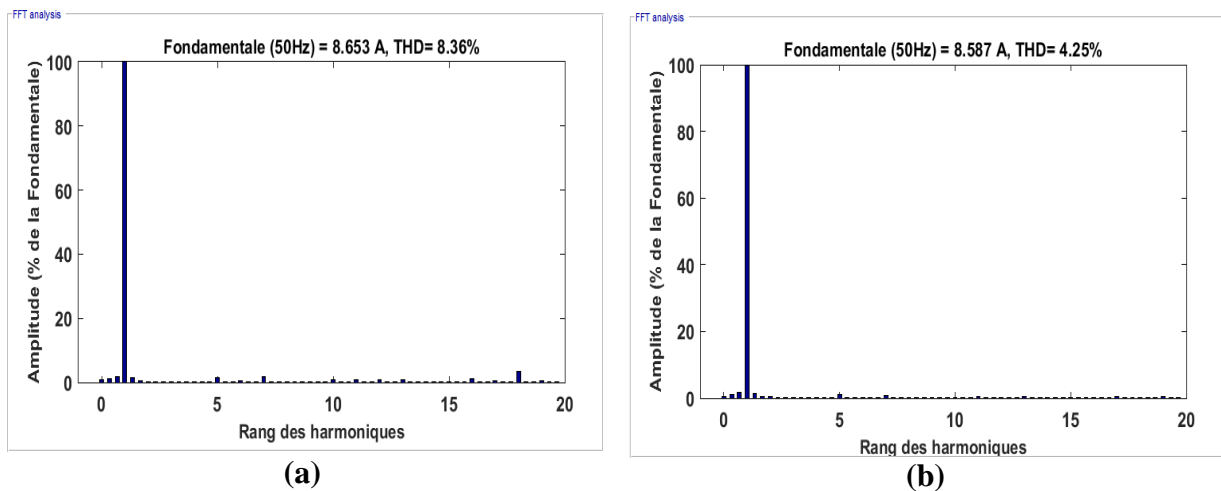 FFT analysis
Fondamentale (50Hz) = 8.653 A, THD= 8.36%
Amplitude (% de la Fondamentale)
100
80
60
40
20
0
0 5 10 15 20
Rang des harmoniques
(a)
FFT analysis
Fondamentale (50Hz) = 8.587 A, THD= 4.25%
Amplitude (% de la Fondamentale)
100
80
60
40
20
0
0 5 10 15 20
Rang des harmoniques
(b)